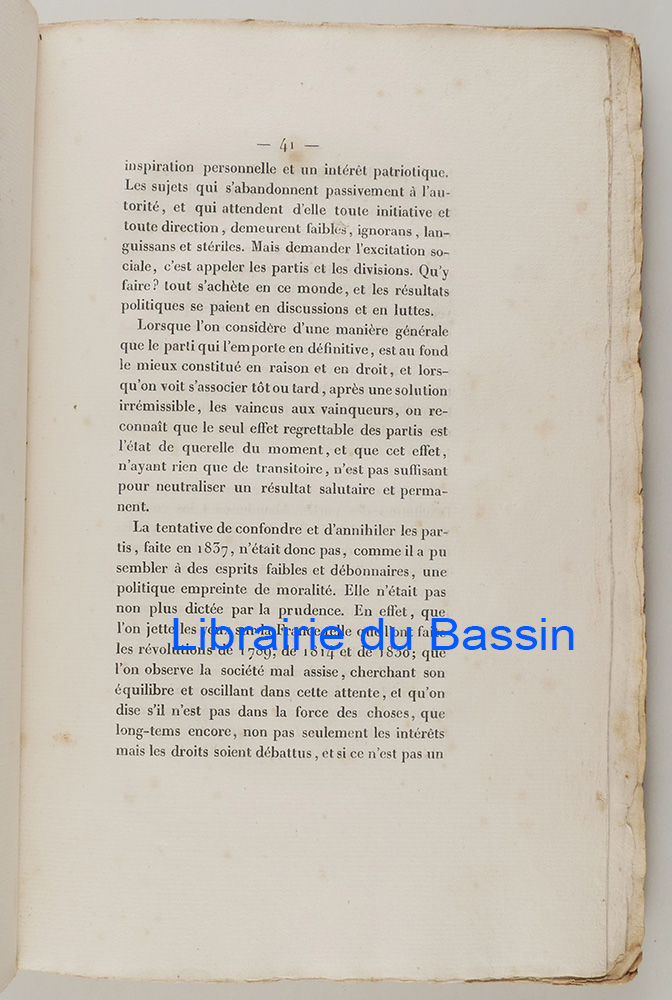 — 41 —
inspiration personnelle et un intérêt patriotique.
Les sujets qui s'abandonnent passivement à l'au-
torité, et qui attendent d'elle toute initiative et
toute direction, demeurent faibles, ignorans, lan-
guissans et stériles. Mais demander l'excitation so-
ciale, c'est appeler les partis et les divisions. Qu'y
faire? tout s'achète en ce monde, et les résultats
politiques se paient en discussions et en luttes.
Lorsque l'on considère d'une manière générale
que le parti qui l'emporte en définitive, est au fond
le mieux constitué en raison et en droit, et lors-
qu'on voit s'associer tôt ou tard, après une solution
irrémissible, les vaincus aux vainqueurs, on re-
connaît que le seul effet regrettable des partis est
l'état de querelle du moment, et que cet effet,
n'ayant rien que de transitoire, n'est pas suffisant
pour neutraliser un résultat salutaire et perma-
nent.
La tentative de confondre et d'annihiler les par-
tis, faite en 1837, n'était donc pas, comme il a pu
sembler à des esprits faibles et débonnaires, une
politique empreinte de moralité. Elle n'était pas
non plus dictée par la prudence. En effet, que
l'on jette les yeux sur la France telle que l'ont faite
les révolutions de 1789, de 1814 et de 1830; que
l'on observe la société mal assise, cherchant son
équilibre et oscillant dans cette attente, et qu'on
dise s'il n'est pas dans la force des choses, que
long-tems encore, non pas seulement les intérêts
mais les droits soient débattus, et si ce n'est pas un
Librairie du Bassin